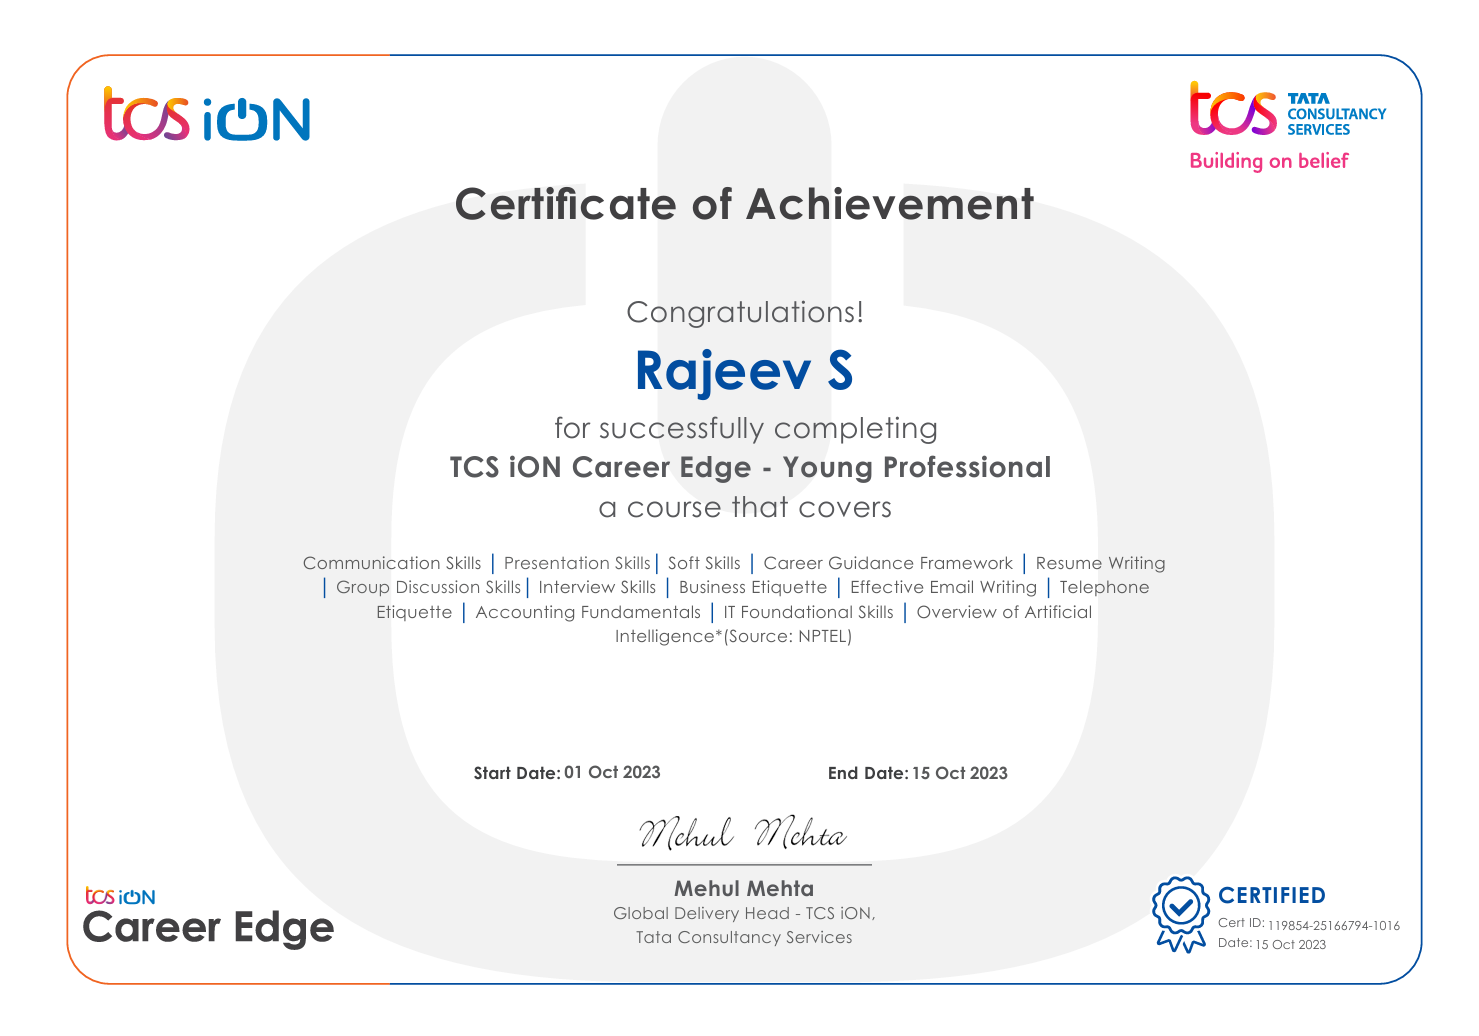 tcs iON
tcs TATA
CONSULTANCY
SERVICES
Building on belief
Certificate of Achievement
Congratulations!
Rajeev S
for successfully completing
TCS iON Career Edge - Young Professional
a course that covers
Communication Skills | Presentation Skills | Soft Skills | Career Guidance Framework | Resume Writing
| Group Discussion Skills | Interview Skills | Business Etiquette | Effective Email Writing | Telephone
Etiquette | Accounting Fundamentals | IT Foundational Skills | Overview of Artificial
Intelligence*(Source: NPTEL)
Start Date: 01 Oct 2023 End Date: 15 Oct 2023
Mehul Mehta
Mehul Mehta
Global Delivery Head - TCS iON,
Tata Consultancy Services
tcs iON
Career Edge
CERTIFIED
Cert ID: 119854-25166794-1016
Date: 15 Oct 2023